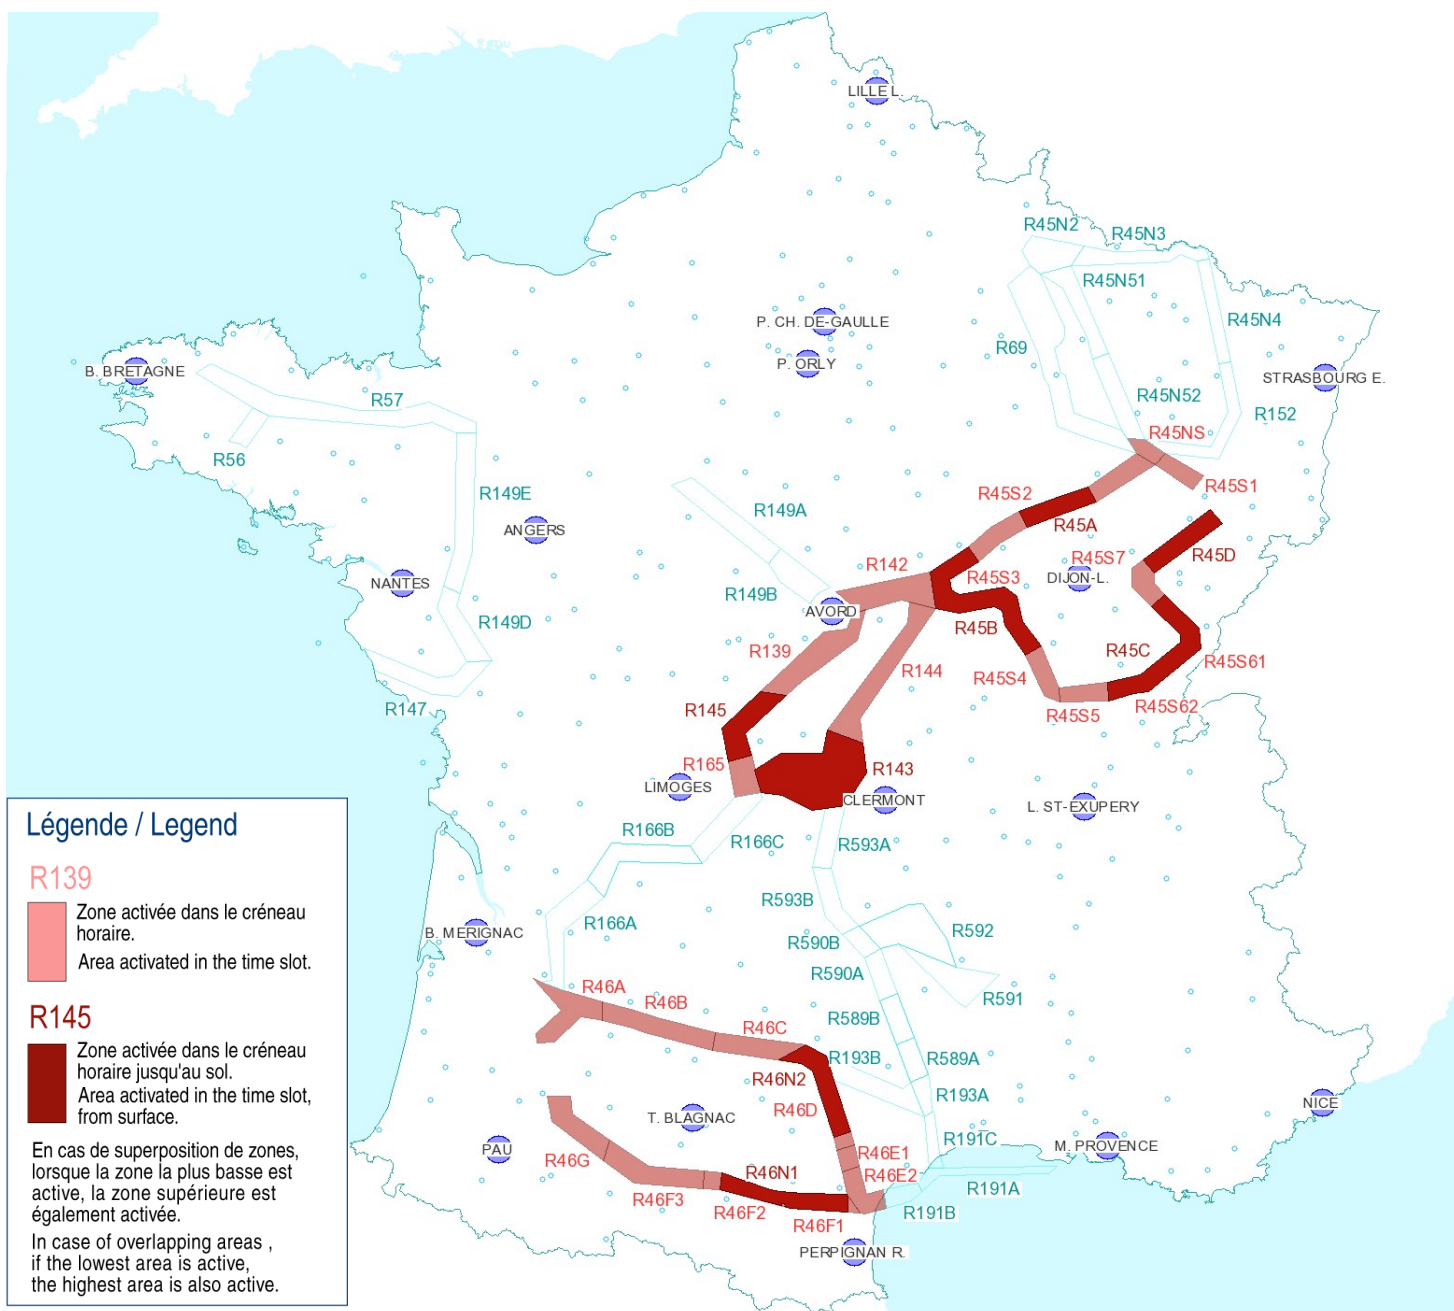 LILLE L.
R45N2
R45N3
R45N51
P. CH. DE-GAULLE
R45N4
R69
P. ORLY
B. BRETAGNE
STRASBOURG E.
R57
R45N52
R152
R45NS
R56
R45S1
R149E
R45S2
R149A
R45A
ANGERS
R45S7
R45D
R142
R45S3
DIJON-L.
NANTES
R149B
AVORD
R149D
R45B
R139
R45C
R45S61
R144
R45S4
R147
R145
R45S5
R45S62
R165
R143
LIMOGES
CLERMONT
L. ST-EXUPERY
R166B
R166C
R593A
R593B
R166A
B. MERIGNAC
R592
R590B
R590A
R46A
R591
R46B
R589B
R46C
R193B
R589A
R46N2
R193A
R46D
NICE
T. BLAGNAC
R191C
PAU
M. PROVENCE
R46G
R46E1
R46N1
R46E2
R46F3
R191A
R46F2
R191B
R46F1
PERPIGNAN R.
Légende / Legend
R139
Zone activée dans le créneau
horaire.
Area activated in the time slot.
R145
Zone activée dans le créneau
horaire jusqu'au sol.
Area activated in the time slot,
from surface.
En cas de superposition de zones,
lorsque la zone la plus basse est
active, la zone supérieure est
également activée.
In case of overlapping areas ,
if the lowest area is active,
the highest area is also active.